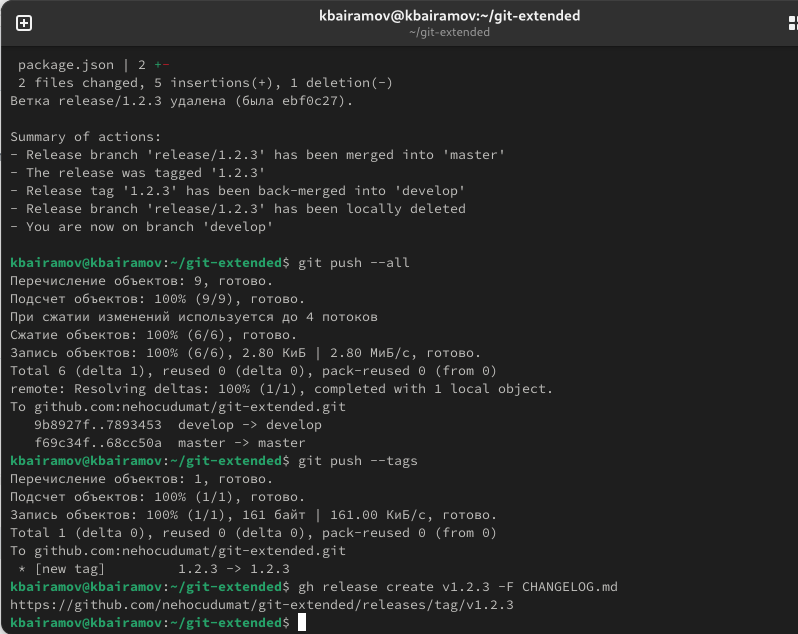 kbairamov@kbairamov:~/git-extended
~/git-extended
 package.json | 2 +-
 2 files changed, 5 insertions(+), 1 deletion(-)
Ветка release/1.2.3 удалена (была ebf0c27).

Summary of actions:
- Release branch 'release/1.2.3' has been merged into 'master'
- The release was tagged '1.2.3'
- Release tag '1.2.3' has been back-merged into 'develop'
- Release branch 'release/1.2.3' has been locally deleted
- You are now on branch 'develop'

kbairamov@kbairamov:~/git-extended$ git push --all
Перечисление объектов: 9, готово.
Подсчет объектов: 100% (9/9), готово.
При сжатии изменений используется до 4 потоков
Сжатие объектов: 100% (6/6), готово.
Запись объектов: 100% (6/6), 2.80 КиБ | 2.80 МиБ/с, готово.
Total 6 (delta 1), reused 0 (delta 0), pack-reused 0 (from 0)
remote: Resolving deltas: 100% (1/1), completed with 1 local object.
To github.com:nehocudumat/git-extended.git
   9b8927f..7893453  develop -> develop
   f69c34f..68cc50a  master -> master
kbairamov@kbairamov:~/git-extended$ git push --tags
Перечисление объектов: 1, готово.
Подсчет объектов: 100% (1/1), готово.
Запись объектов: 100% (1/1), 161 байт | 161.00 КиБ/с, готово.
Total 1 (delta 0), reused 0 (delta 0), pack-reused 0 (from 0)
To github.com:nehocudumat/git-extended.git
 * [new tag]         1.2.3 -> 1.2.3
kbairamov@kbairamov:~/git-extended$ gh release create v1.2.3 -F CHANGELOG.md
https://github.com/nehocudumat/git-extended/releases/tag/v1.2.3
kbairamov@kbairamov:~/git-extended$